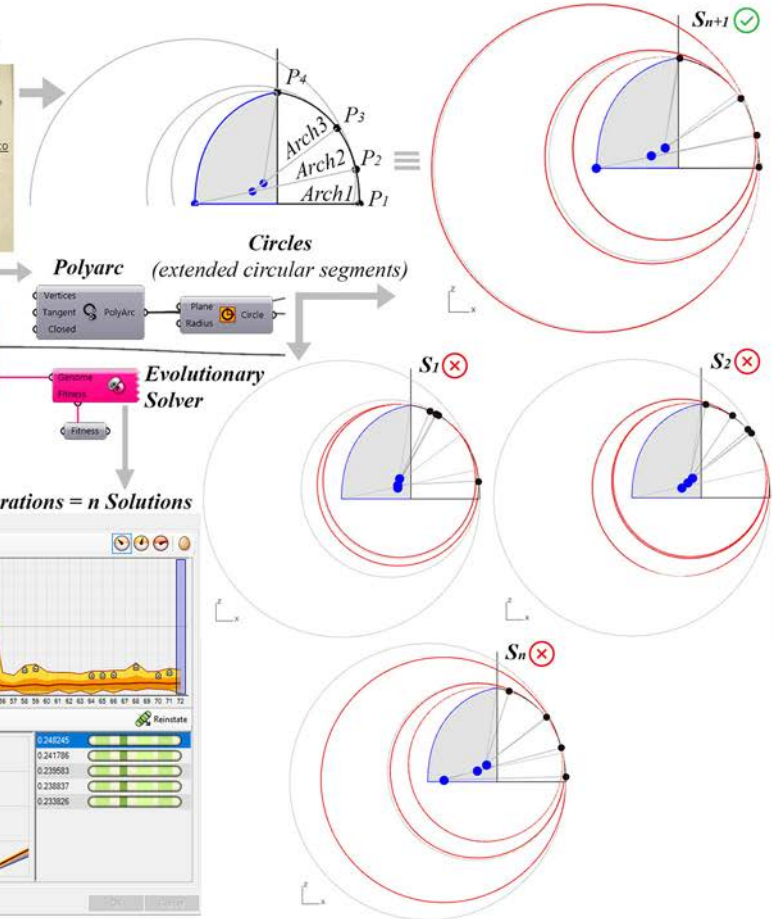 Sn+1
P4
P3
Arch3
P2
Arch2
Arch1
P1
Circles
Polyarc
(extended circular segments)
Vertices
Tangent
PolyArc
Closed
Plane
Radius
Circle
z
x
Genome
Fitness
Evolutionary
Solver
Fitness
S1
S2
rations = n Solutions
z
x
z
x
Sn
57 58 59 60 61 62 63 64 65 66 67 68 69 70 71 72
Reinstate
0.248245
0.241786
0.239583
0.238837
0.233826
z
x